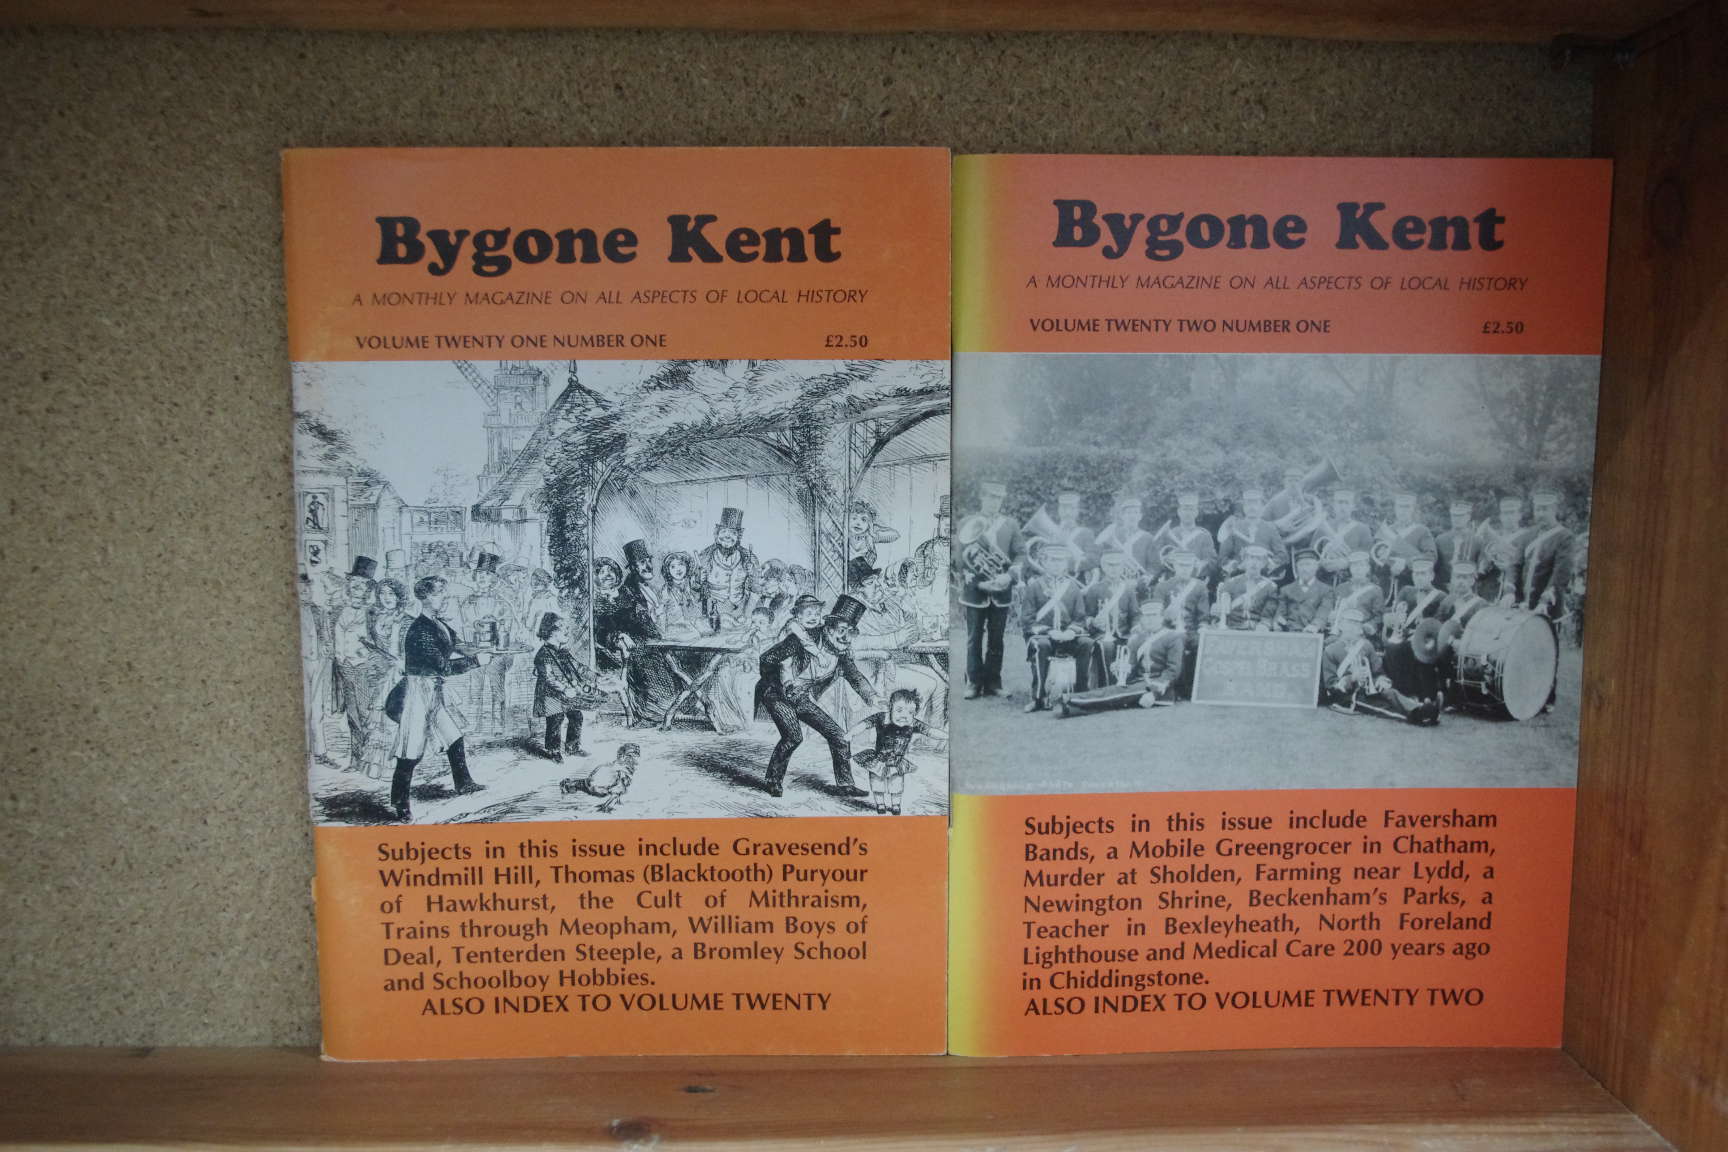 Bygone Kent
A MONTHLY MAGAZINE ON ALL ASPECTS OF LOCAL HISTORY
VOLUME TWENTY ONE NUMBER ONE £2.50
Subjects in this issue include Gravesend's
Windmill Hill, Thomas (Blacktooth) Puryour
of Hawkhurst, the Cult of Mithraism,
Trains through Meopham, William Boys of
Deal, Tenterden Steeple, a Bromley School
and Schoolboy Hobbies.
ALSO INDEX TO VOLUME TWENTY
Bygone Kent
A MONTHLY MAGAZINE ON ALL ASPECTS OF LOCAL HISTORY
VOLUME TWENTY TWO NUMBER ONE £2.50
FAVERSHAM
GOSPEL BRASS
BAND
Subjects in this issue include Faversham
Bands, a Mobile Greengrocer in Chatham,
Murder at Sholden, Farming near Lydd, a
Newington Shrine, Beckenham's Parks, a
Teacher in Bexleyheath, North Foreland
Lighthouse and Medical Care 200 years ago
in Chiddingstone.
ALSO INDEX TO VOLUME TWENTY TWO